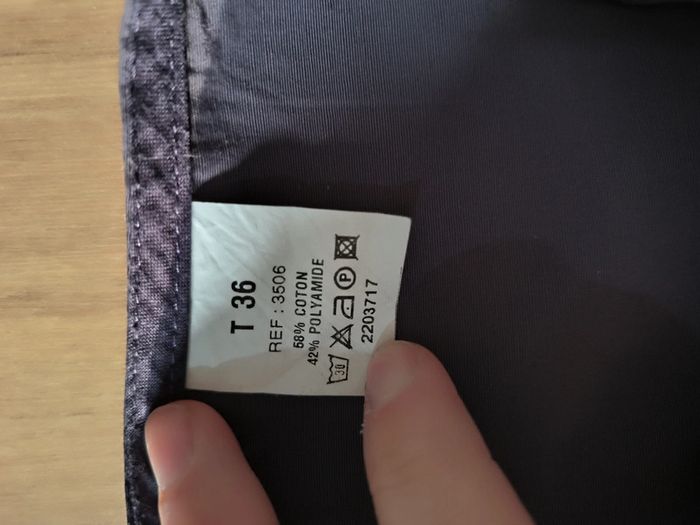 T 36
REF : 3506
58% COTON
42% POLYAMIDE
30 P
2203717